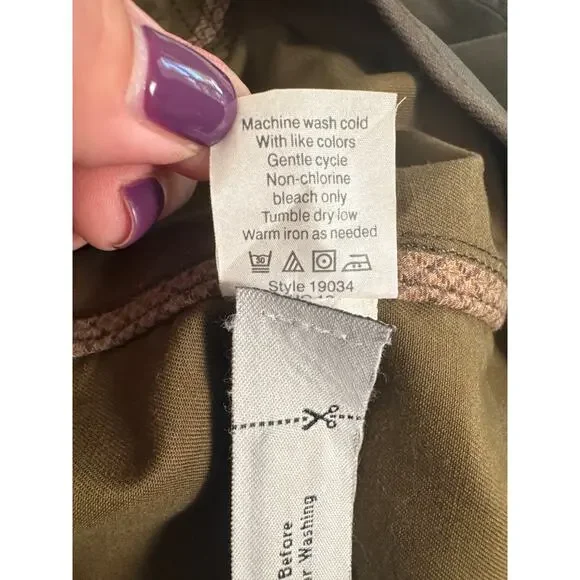 Machine wash cold
With like colors
Gentle cycle
Non-chlorine
bleach only
Tumble dry low
Warm iron as needed
30
Style 19034
Before
Washing